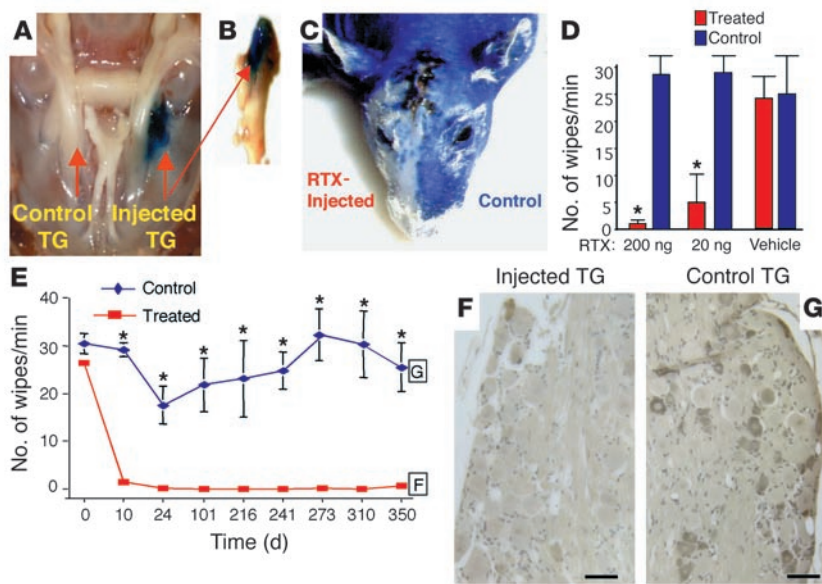 A
Control
TG
Injected
TG
B
C
RTX-
Injected
Control
D
Treated
Control
No. of wipes/min
30
25
20
15
10
5
0
*
*
RTX: 200 ng 20 ng Vehicle
E
Control
Treated
No. of wipes/min
40
30
20
10
0
* * * * * * * *
G
F
0 10 24 101 216 241 273 310 350
Time (d)
Injected TG
F
Control TG
G